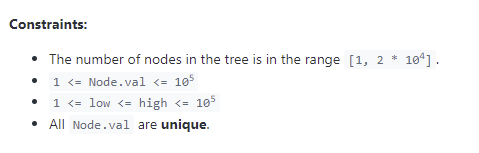 Constraints:
• The number of nodes in the tree is in the range [1, 2 * 10⁴].
• 1 <= Node.val <= 10⁵
• 1 <= low <= high <= 10⁵
• All Node.val are unique.